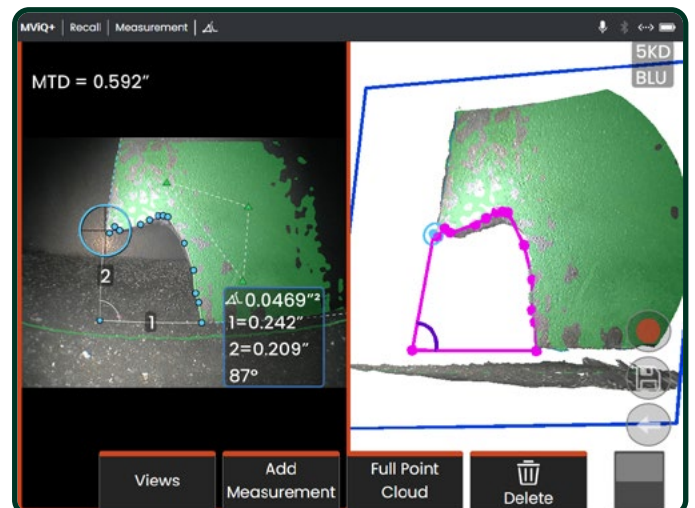 MViQ+ | Recall | Measurement |
5KD
BLU
MTD = 0.592"
2
1
0.0469"²
1=0.242"
2=0.209"
87°
Views
Add
Measurement
Full Point
Cloud
Delete